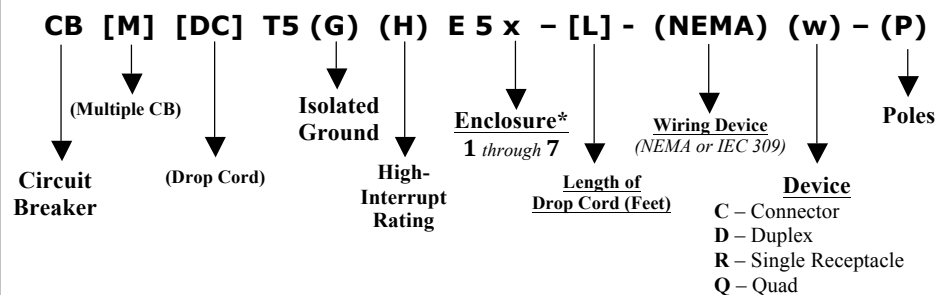 CB [M] [DC] T5 (G) (H) E 5 x – [L] - (NEMA) (w) – (P)
(Multiple CB)
Isolated
Ground
Enclosure*
1 through 7
Wiring Device
(NEMA or IEC 309)
Poles
Circuit
Breaker
(Drop Cord)
High-
Interrupt
Rating
Length of
Drop Cord (Feet)
Device
C – Connector
D – Duplex
R – Single Receptacle
Q – Quad